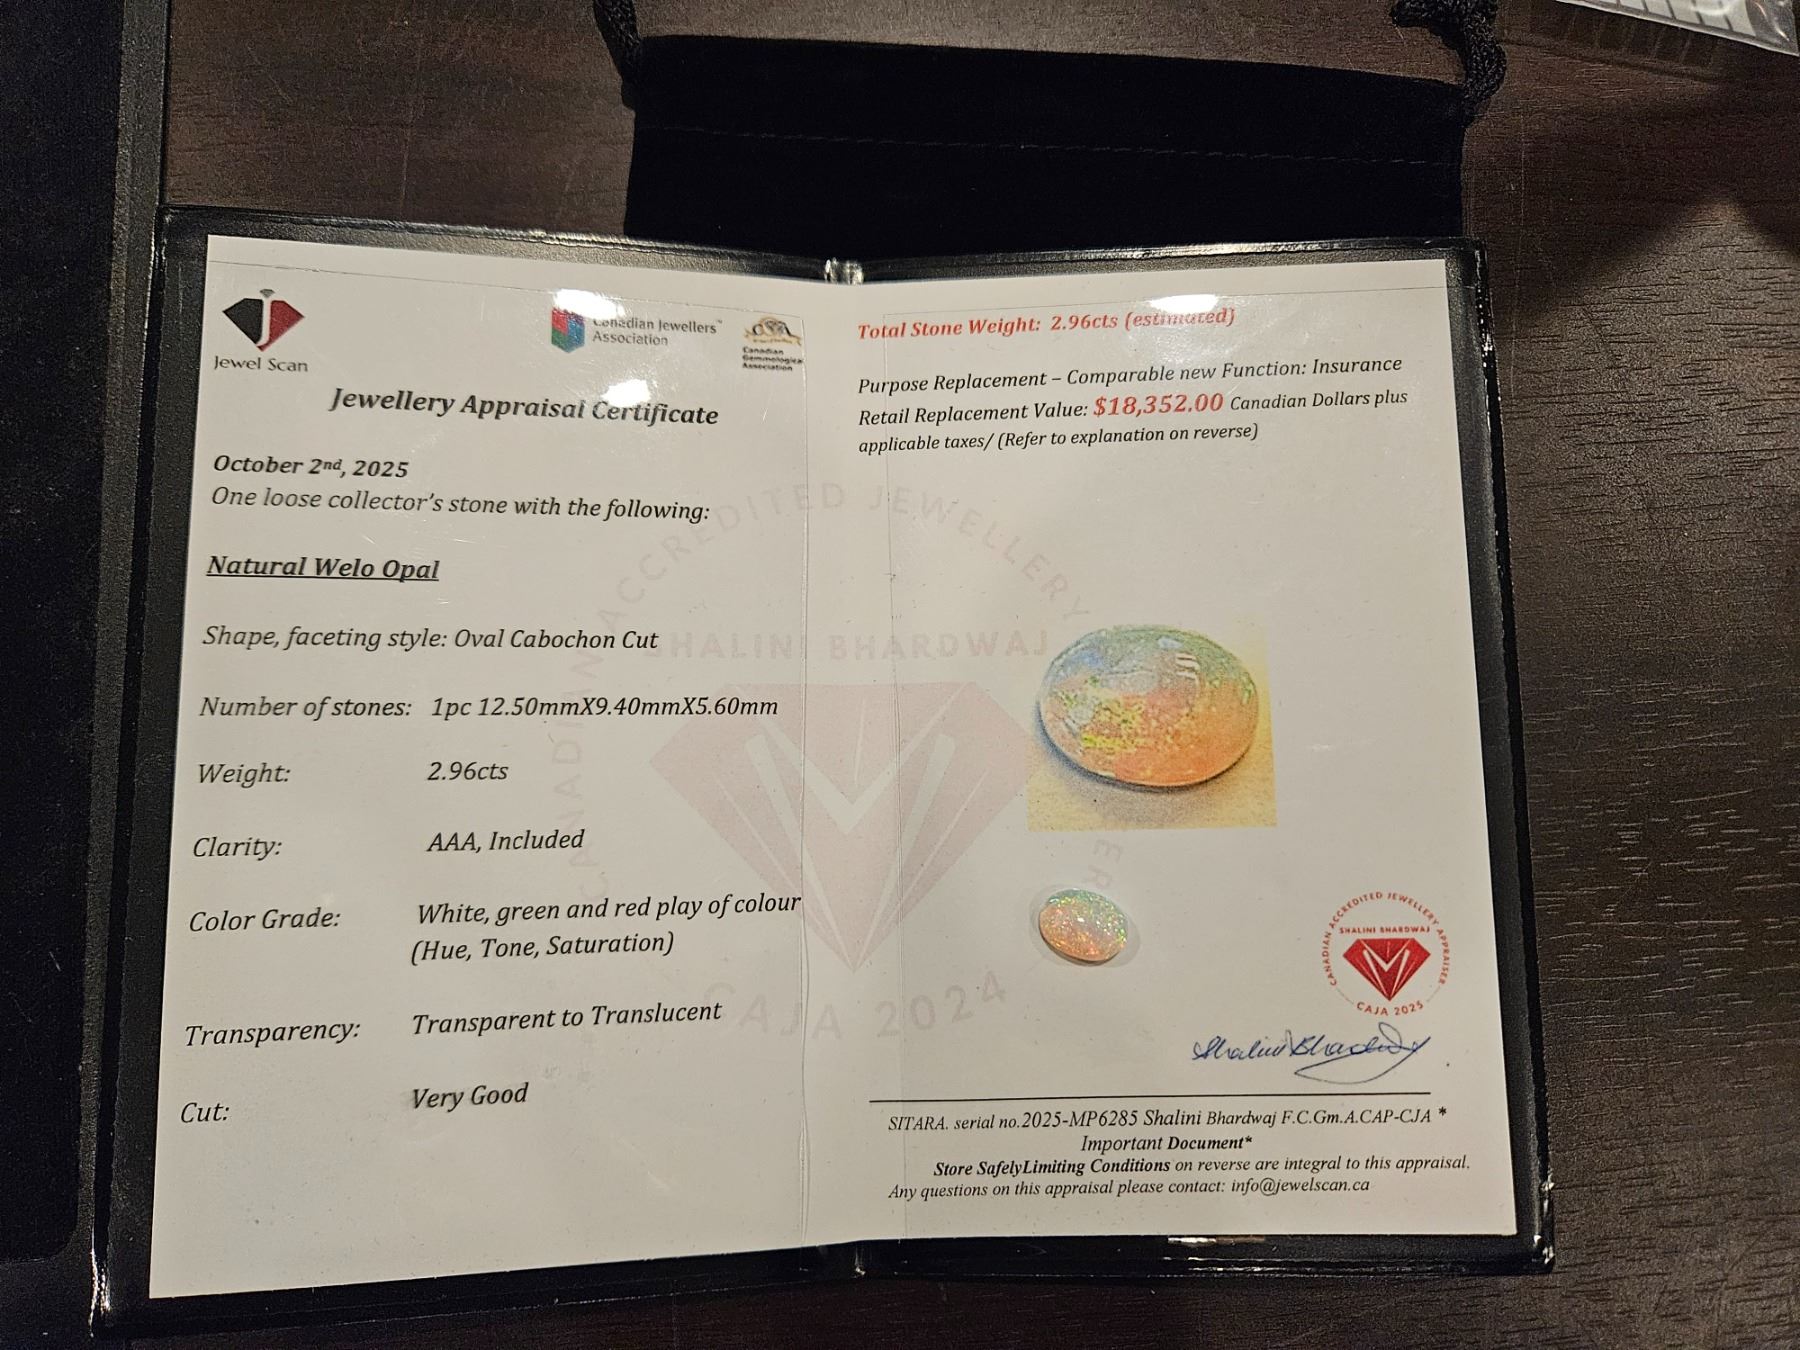 Jewel Scan
Canadian Jewellers™
Association
CGA
Canadian
Gemmological
Association
Jewellery Appraisal Certificate
October 2nd, 2025
One loose collector's stone with the following:
Natural Welo Opal
Shape, faceting style: Oval Cabochon Cut
Number of stones: 1pc 12.50mmX9.40mmX5.60mm
Weight: 2.96cts
Clarity: AAA, Included
Color Grade: White, green and red play of colour
(Hue, Tone, Saturation)
Transparency: Transparent to Translucent
Cut: Very Good
CANADIAN ACCREDITED JEWELLERY
SHALINI BHARDWAJ
CAJA 2024
Total Stone Weight: 2.96cts (estimated)
Purpose Replacement – Comparable new Function: Insurance
Retail Replacement Value: $18,352.00 Canadian Dollars plus
applicable taxes/ (Refer to explanation on reverse)
CANADIAN ACCREDITED JEWELLERY APPRAISER
SHALINI BHARDWAJ
CAJA 2025
Shalini Bhardwaj
SITARA. serial no.2025-MP6285 Shalini Bhardwaj F.C.Gm.A.CAP-CJA *
Important Document*
Store SafelyLimiting Conditions on reverse are integral to this appraisal.
Any questions on this appraisal please contact: info@jewelscan.ca